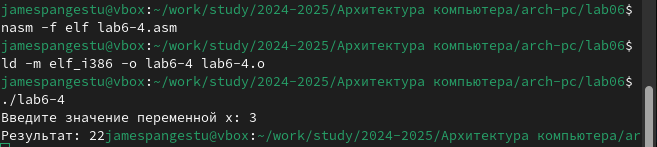 jamespangestu@vbox:~/work/study/2024-2025/Архитектура компьютера/arch-pc/lab06$
nasm -f elf lab6-4.asm
jamespangestu@vbox:~/work/study/2024-2025/Архитектура компьютера/arch-pc/lab06$
ld -m elf_i386 -o lab6-4 lab6-4.o
jamespangestu@vbox:~/work/study/2024-2025/Архитектура компьютера/arch-pc/lab06$
./lab6-4
Введите значение переменной x: 3
Результат: 22jamespangestu@vbox:~/work/study/2024-2025/Архитектура компьютера/ar